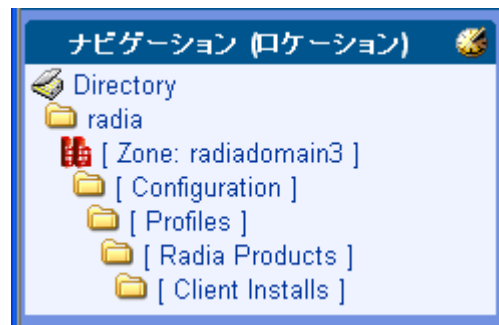 ナビゲーション (ロケーション)
Directory
radia
[ Zone: radiadomain3 ]
[ Configuration ]
[ Profiles ]
[ Radia Products ]
[ Client Installs ]